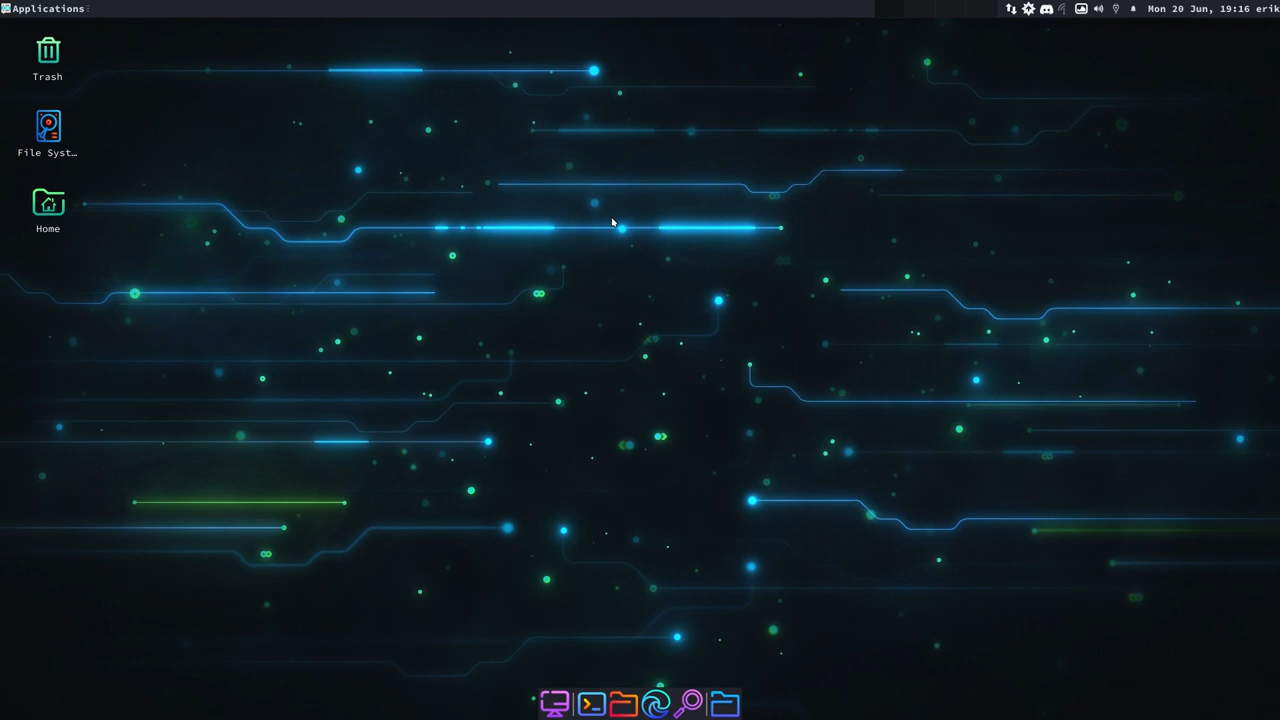 Applications
Mon 20 Jun, 19:16 erik
Trash
File Syst…
Home